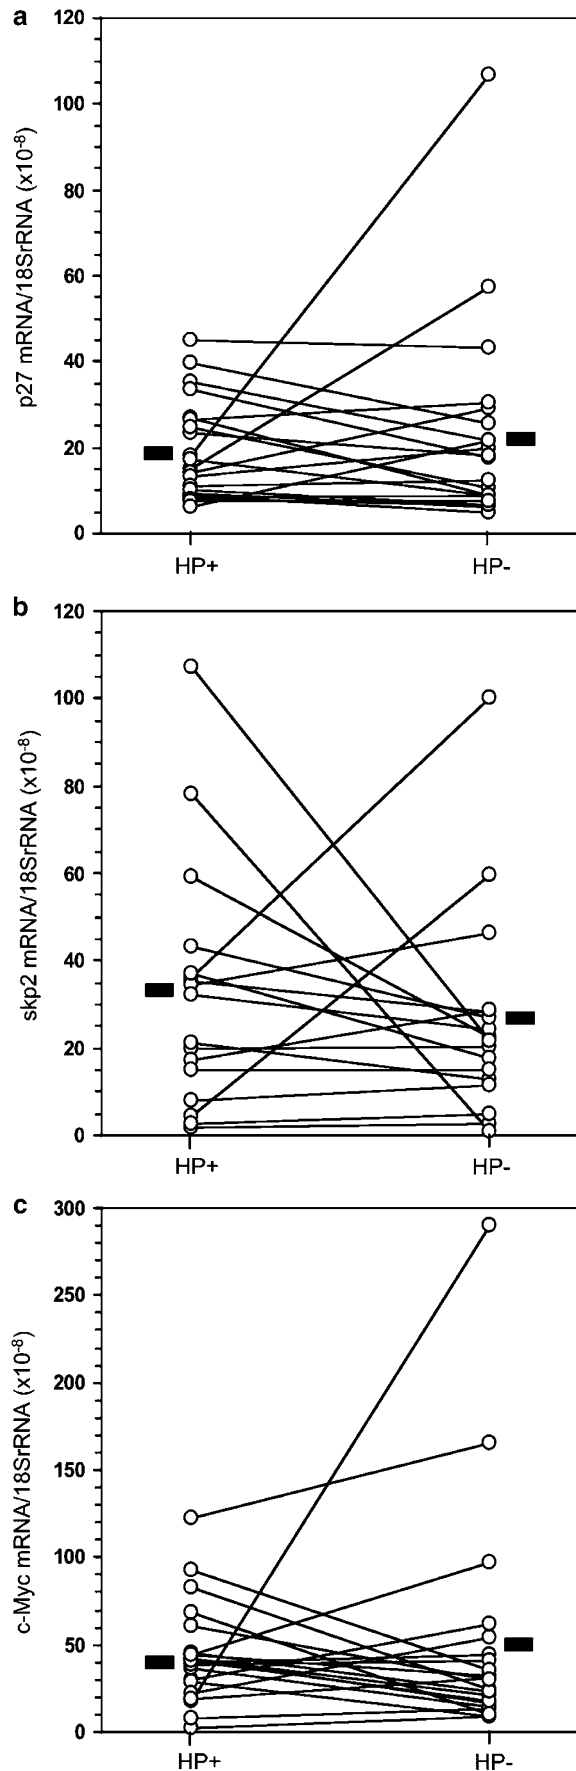 a
p27 mRNA/18SrRNA (x10-8)
120
100
80
60
40
20
0
HP+ HP-
b
skp2 mRNA/18SrRNA (x10-8)
120
100
80
60
40
20
0
HP+ HP-
c
c-Myc mRNA/18SrRNA (x10-8)
300
250
200
150
100
50
0
HP+ HP-